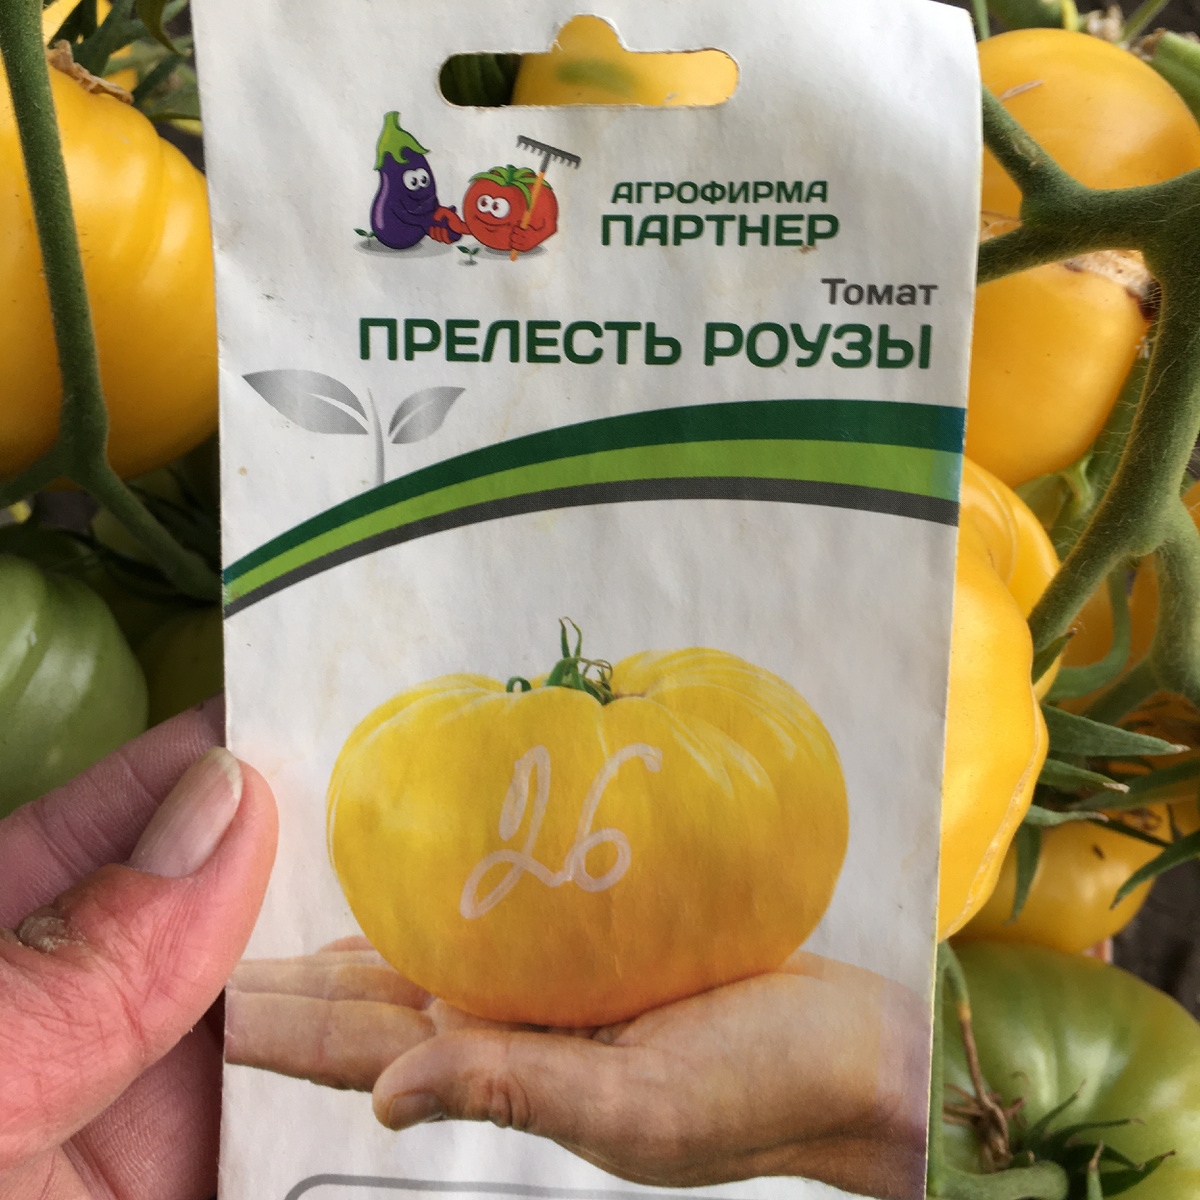 АГРОФИРМА
ПАРТНЕР
Томат
ПРЕЛЕСТЬ РОУЗЫ
26